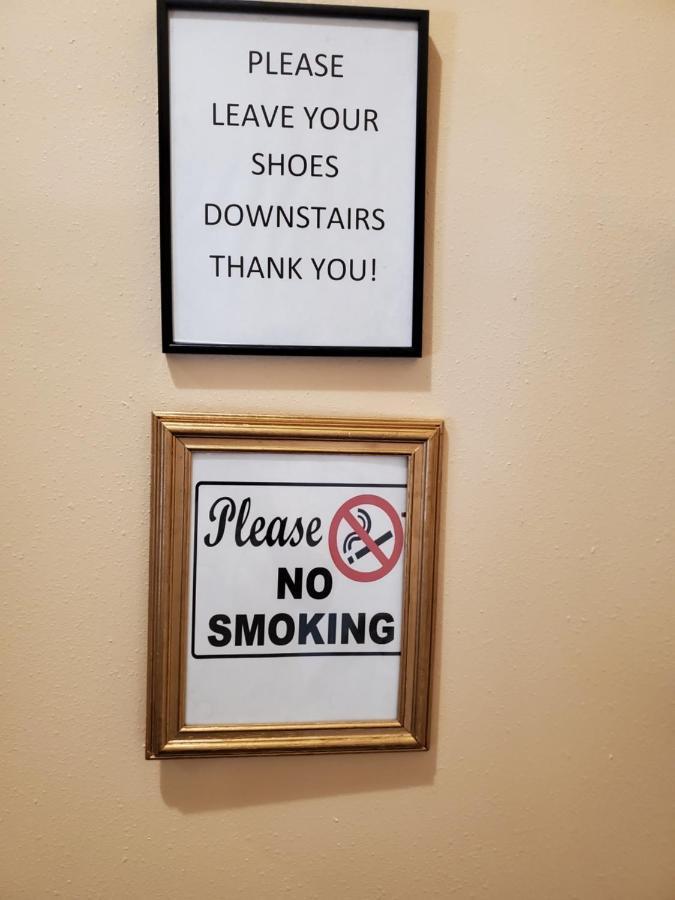 PLEASE
LEAVE YOUR
SHOES
DOWNSTAIRS
THANK YOU!
Please
NO
SMOKING